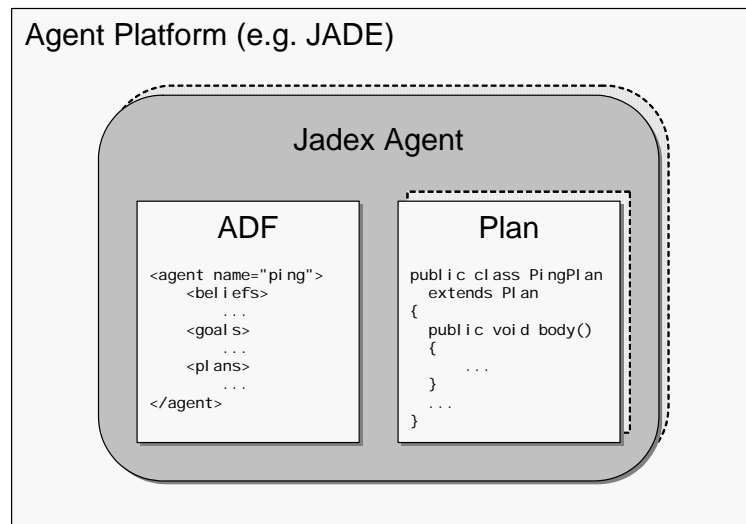 Agent Platform (e.g. JADE)
Jadex Agent
ADF
<agent name="ping">
    <beliefs>
        ...
    <goals>
        ...
    <plans>
        ...
</agent>
Plan
public class PingPlan
  extends Plan
{
  public void body()
  {
      ...
  }
  ...
}